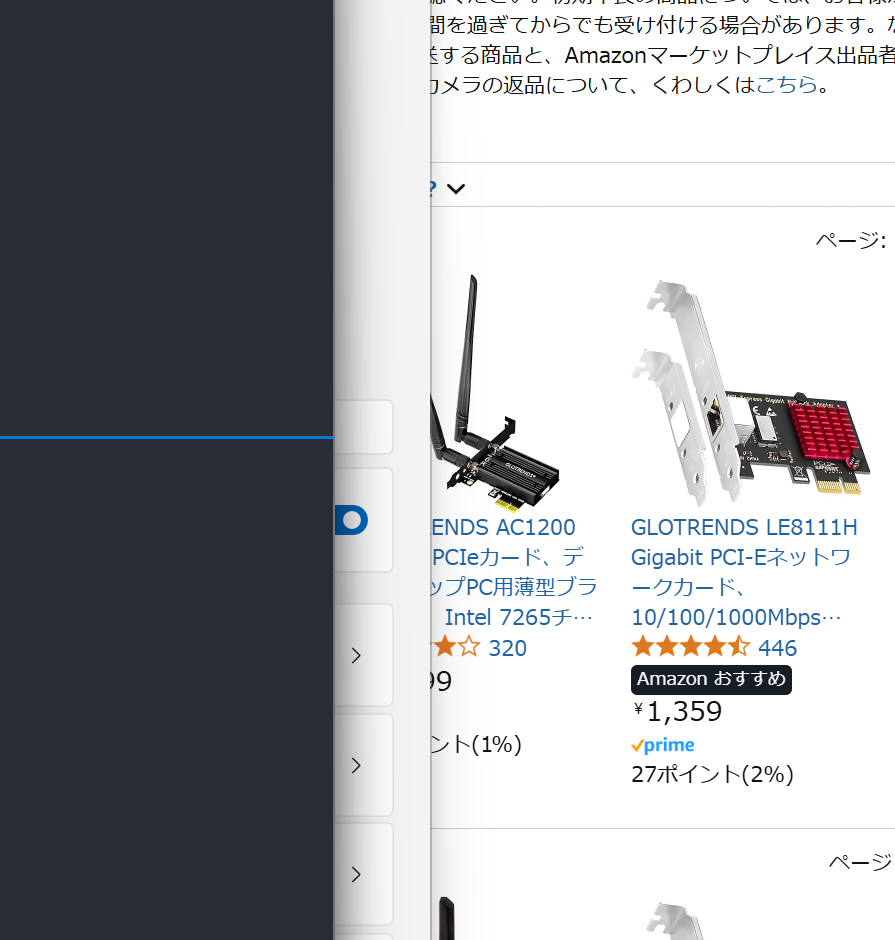 間を過ぎてからでも受け付ける場合があります。
する商品と、Amazonマーケットプレイス出品者
カメラの返品について、くわしくはこちら。
?
ページ:
ENDS AC1200
PCIeカード、デ
ップPC用薄型ブラ
Intel 7265チ…
320
99
ント(1%)
GLOTRENDS LE8111H
Gigabit PCI-Eネットワ
ークカード、
10/100/1000Mbps…
446
Amazon おすすめ
¥1,359
prime
27ポイント(2%)
ページ